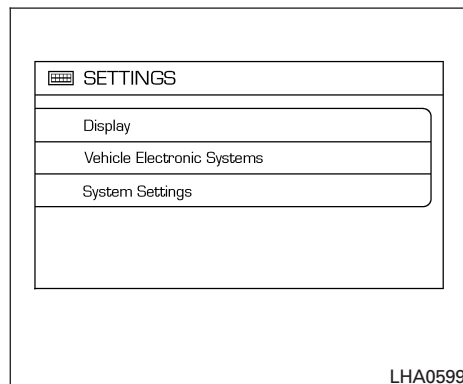 SETTINGS
Display
Vehicle Electronic Systems
System Settings
LHA0599